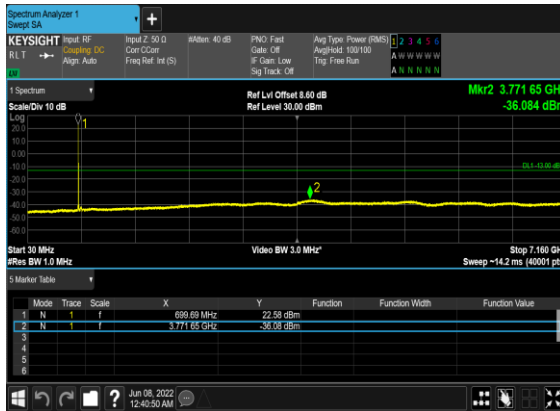 Spectrum Analyzer 1
Swept SA
KEYSIGHT Input: RF Input Z: 50 Ω #Atten: 40 dB PNO: Fast Avg Type: Power (RMS) 1 2 3 4 5 6
RLT Coupling: DC Corr CCorr Gate: Off Avg|Hold: 100/100 A W W W W W
Align: Auto Freq Ref: Int (S) IF Gain: Low Trig: Free Run
Sig Track: Off A N N N N N
1 Spectrum
Scale/Div 10 dB
Ref Lvl Offset 8.60 dB
Ref Level 30.00 dBm
Mkr2 3.771 65 GH
-36.084 dB
Log
20.0
10.0
0.00
-10.0
-20.0
-30.0
-40.0
-50.0
-60.0
1
2
DL1 -13.00 dB
Start 30 MHz Video BW 3.0 MHz* Stop 7.160 GH
#Res BW 1.0 MHz Sweep ~14.2 ms (40001 pt
5 Marker Table
Mode Trace Scale X Y Function Function Width Function Value
1 N 1 f 699.69 MHz 22.58 dBm
2 N 1 f 3.771 65 GHz -36.08 dBm
3
4
5
6
? Jun 08, 2022
12:40:50 AM